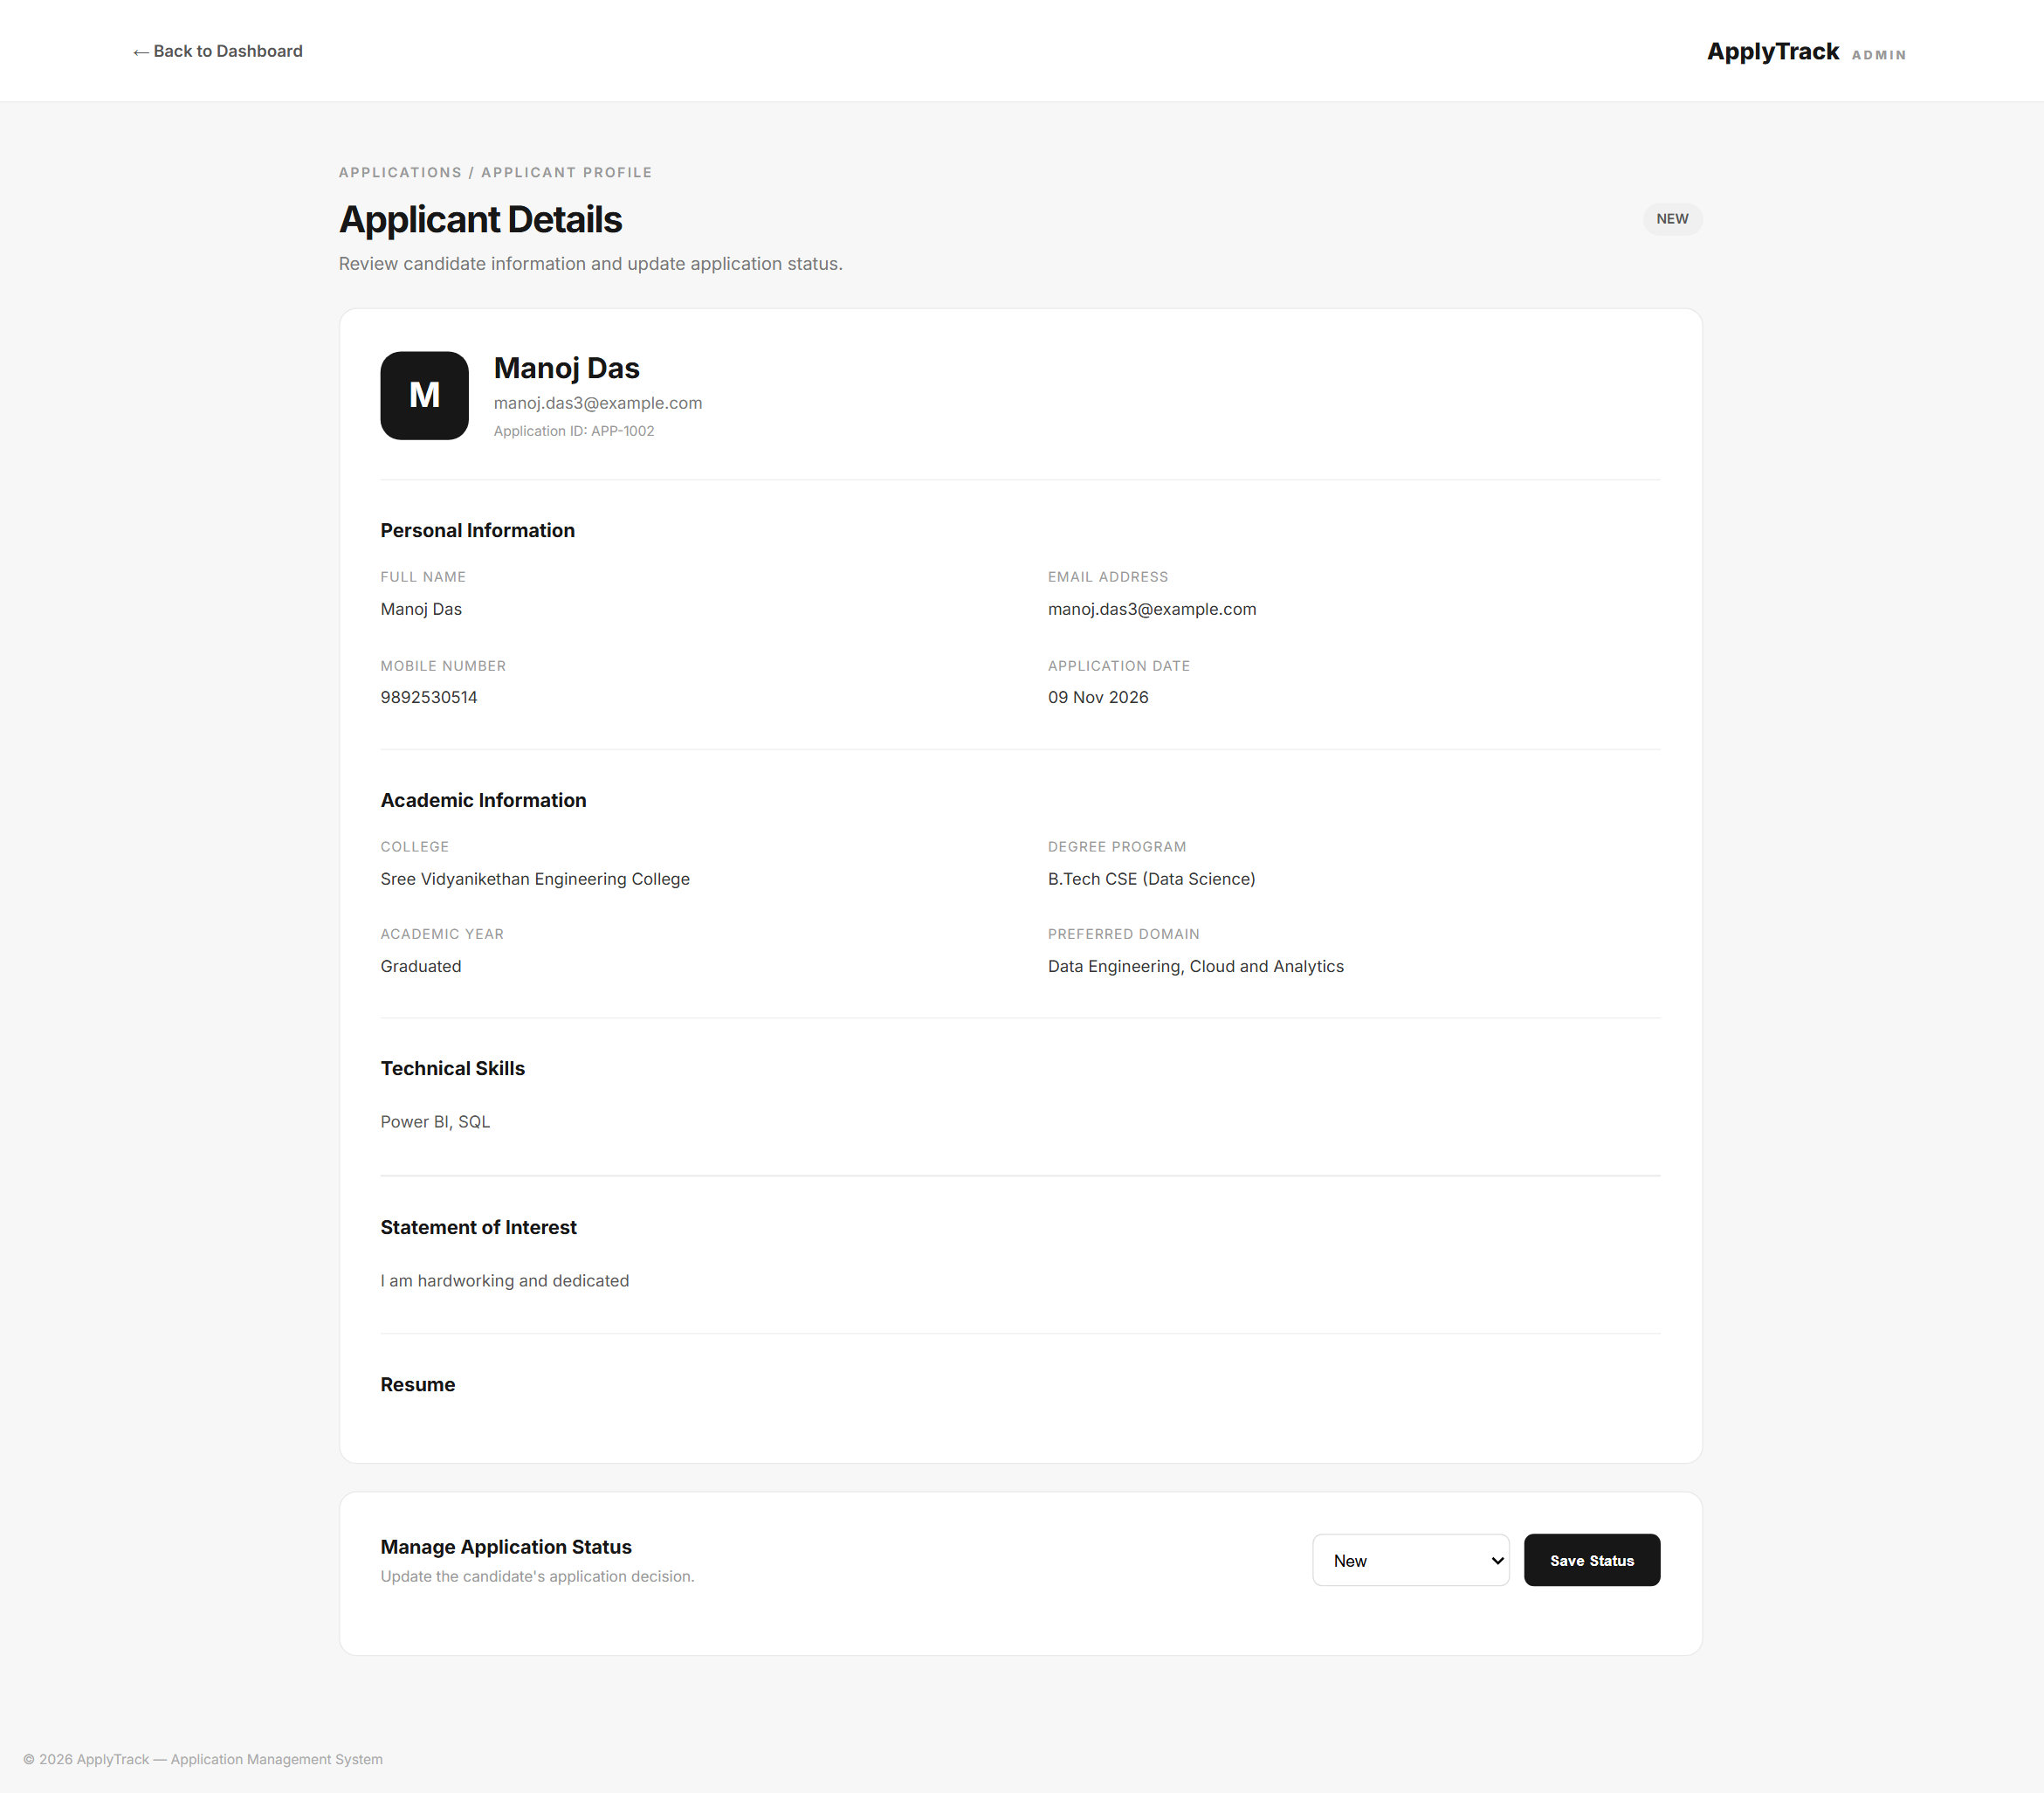 ← Back to Dashboard
ApplyTrack ADMIN
APPLICATIONS / APPLICANT PROFILE
Applicant Details
NEW
Review candidate information and update application status.
M
Manoj Das
manoj.das3@example.com
Application ID: APP-1002
Personal Information
FULL NAME
Manoj Das
EMAIL ADDRESS
manoj.das3@example.com
MOBILE NUMBER
9892530514
APPLICATION DATE
09 Nov 2026
Academic Information
COLLEGE
Sree Vidyanikethan Engineering College
DEGREE PROGRAM
B.Tech CSE (Data Science)
ACADEMIC YEAR
Graduated
PREFERRED DOMAIN
Data Engineering, Cloud and Analytics
Technical Skills
Power BI, SQL
Statement of Interest
I am hardworking and dedicated
Resume
Manage Application Status
Update the candidate's application decision.
New
Save Status
© 2026 ApplyTrack — Application Management System